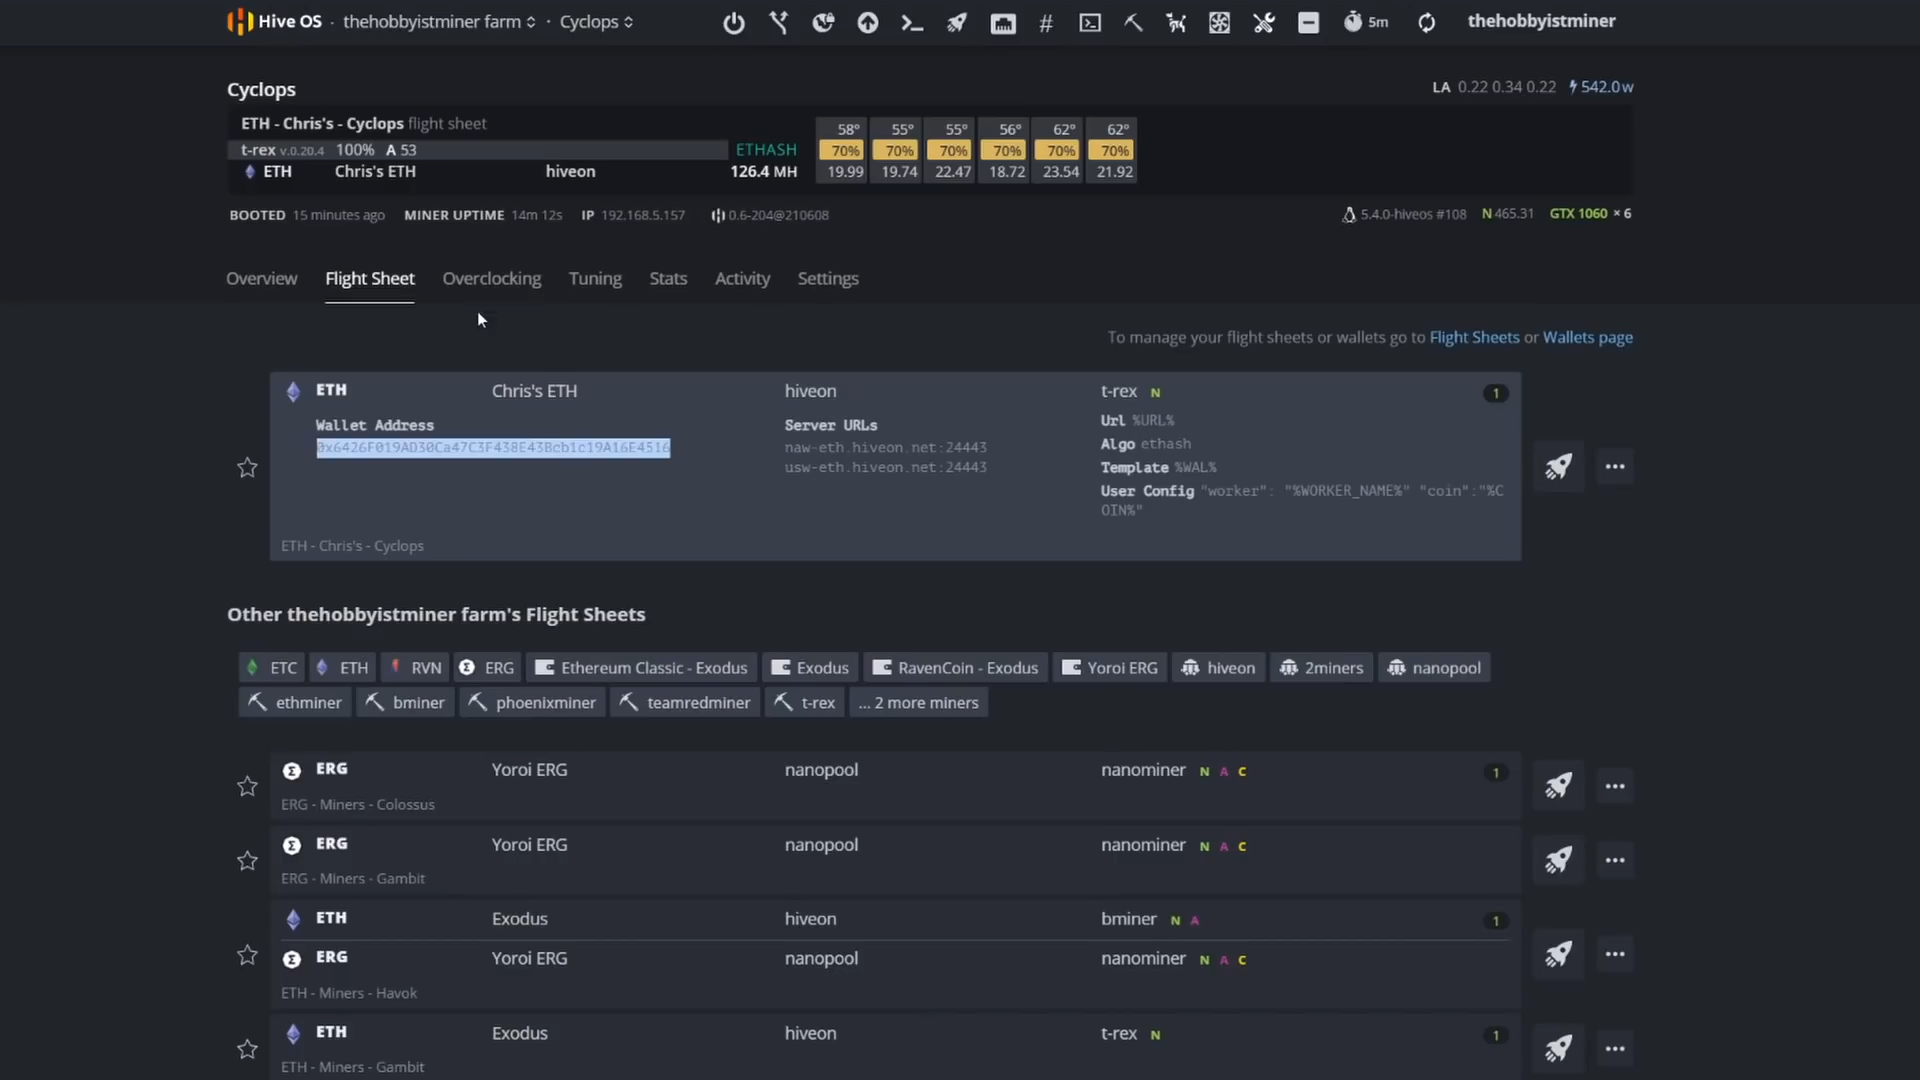 Hive OS · thehobbyistminer farm · Cyclops # 5m thehobbyistminer
Cyclops LA 0.22 0.34 0.22 542.0w
ETH - Chris's - Cyclops flight sheet 58° 55° 55° 56° 62° 62°
t-rex v.0.20.4 100% A 53 ETHASH 70% 70% 70% 70% 70% 70%
ETH Chris's ETH hiveon 126.4 MH 19.99 19.74 22.47 18.72 23.54 21.92
BOOTED 15 minutes ago MINER UPTIME 14m 12s IP 192.168.5.157 0.6-204@210608 5.4.0-hiveos #108 N 465.31 GTX 1060 × 6
Overview Flight Sheet Overclocking Tuning Stats Activity Settings
To manage your flight sheets or wallets go to Flight Sheets or Wallets page
ETH Chris's ETH hiveon t-rex N 1
Wallet Address Server URLs Url %URL%
0x6426F019AD30Ca47C3F438E43Bcb1c19A16E4516 naw-eth.hiveon.net:24443 Algo ethash
usw-eth.hiveon.net:24443 Template %WAL%
User Config "worker": "%WORKER_NAME%" "coin":"%C
OIN%"
ETH - Chris's - Cyclops
Other thehobbyistminer farm's Flight Sheets
ETC ETH RVN ERG Ethereum Classic - Exodus Exodus RavenCoin - Exodus Yoroi ERG hiveon 2miners nanopool
ethminer bminer phoenixminer teamredminer t-rex ... 2 more miners
ERG Yoroi ERG nanopool nanominer N A C 1
ERG - Miners - Colossus
ERG Yoroi ERG nanopool nanominer N A C
ERG - Miners - Gambit
ETH Exodus hiveon bminer N A 1
ERG Yoroi ERG nanopool nanominer N A C
ETH - Miners - Havok
ETH Exodus hiveon t-rex N 1
ETH - Miners - Gambit